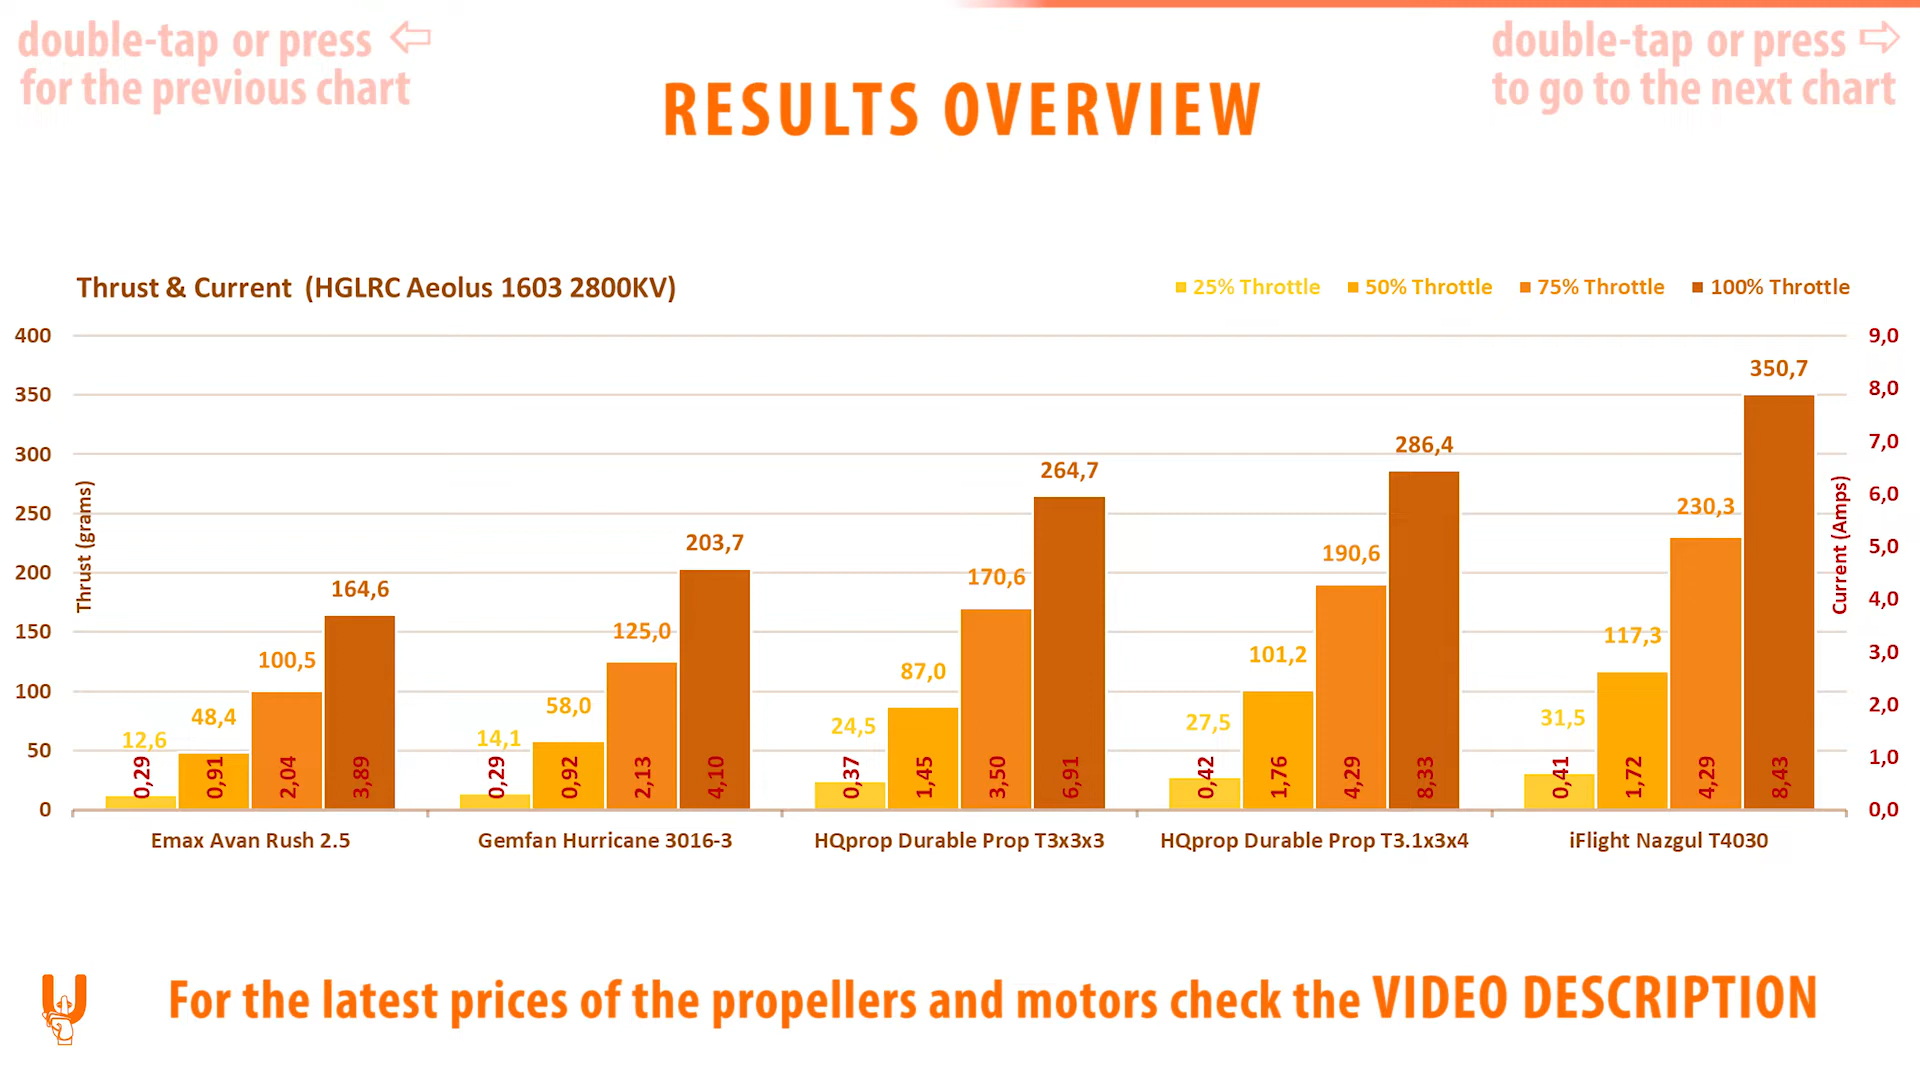 double-tap or press ⇦
for the previous chart
double-tap or press ⇨
to go to the next chart
RESULTS OVERVIEW
Thrust & Current (HGLRC Aeolus 1603 2800KV)
25% Throttle 50% Throttle 75% Throttle 100% Throttle
400
350
300
250
200
150
100
50
0
Thrust (grams)
12,6 48,4 100,5 164,6
0,29 0,91 2,04 3,89
14,1 58,0 125,0 203,7
0,29 0,92 2,13 4,10
24,5 87,0 170,6 264,7
0,37 1,45 3,50 6,91
27,5 101,2 190,6 286,4
0,42 1,76 4,29 8,33
31,5 117,3 230,3 350,7
0,41 1,72 4,29 8,43
Current (Amps)
9,0
8,0
7,0
6,0
5,0
4,0
3,0
2,0
1,0
0,0
Emax Avan Rush 2.5
Gemfan Hurricane 3016-3
HQprop Durable Prop T3x3x3
HQprop Durable Prop T3.1x3x4
iFlight Nazgul T4030
For the latest prices of the propellers and motors check the VIDEO DESCRIPTION